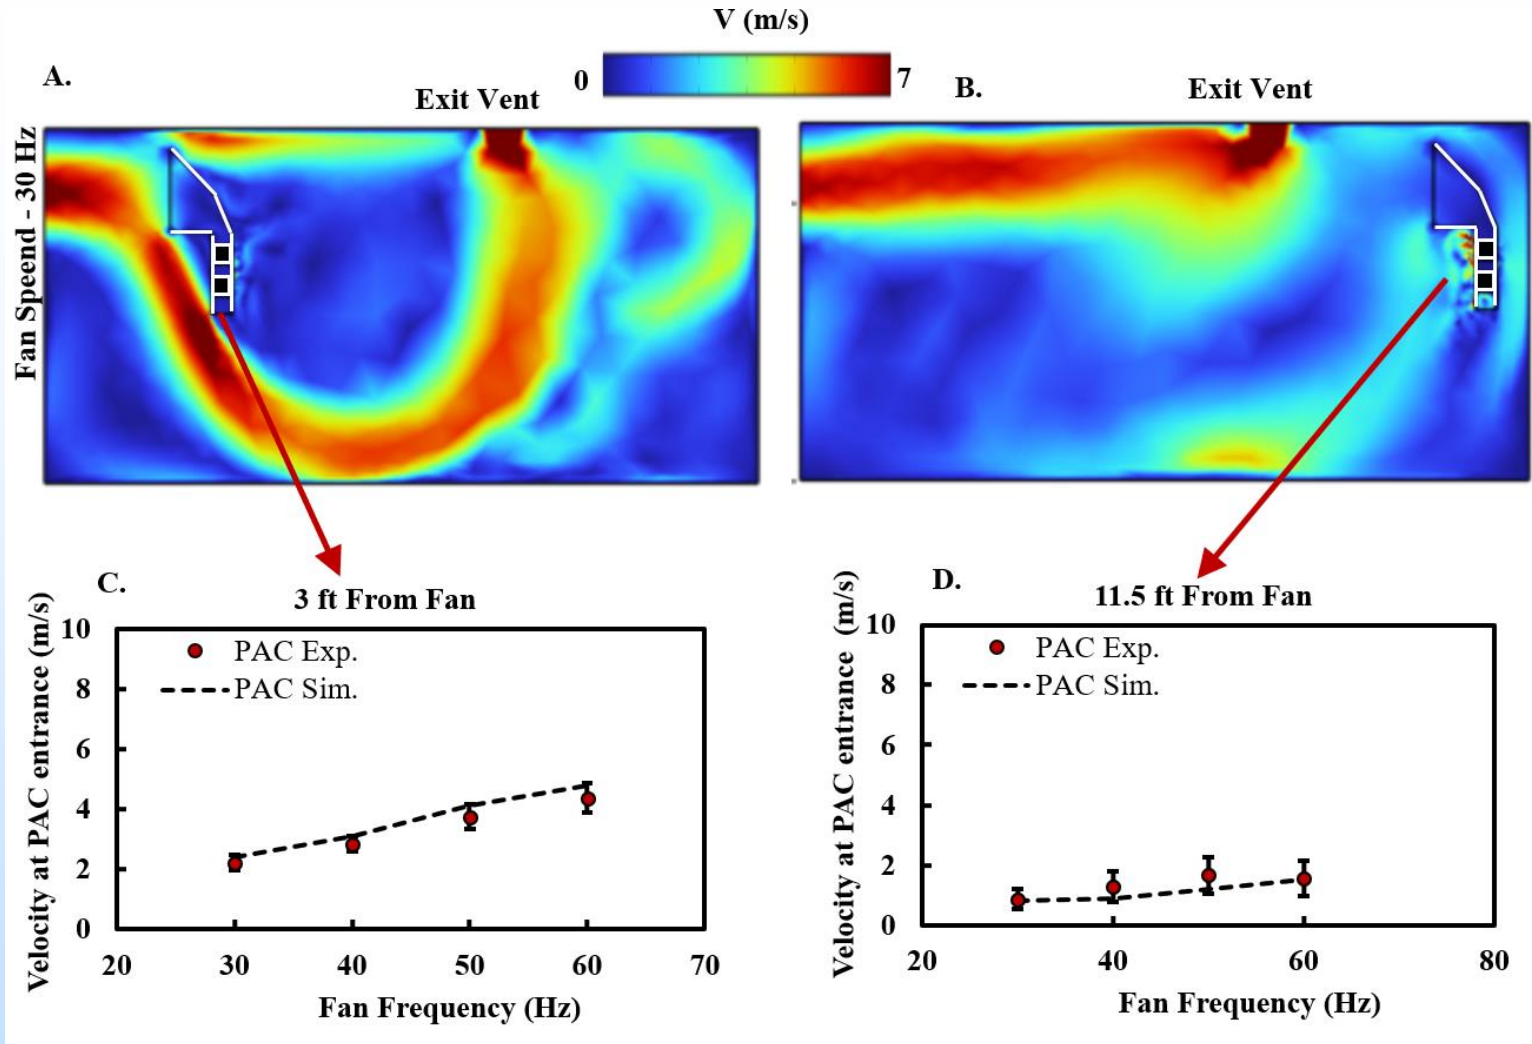 V (m/s)
A.
0
7
B.
Exit Vent
Exit Vent
Fan Spend - 30 Hz
C.
3 ft From Fan
Velocity at PAC entrance (m/s)
10
8
6
4
2
0
PAC Exp.
PAC Sim.
20 30 40 50 60 70
Fan Frequency (Hz)
D.
11.5 ft From Fan
Velocity at PAC entrance (m/s)
10
8
6
4
2
0
PAC Exp.
PAC Sim.
20 40 60 80
Fan Frequency (Hz)